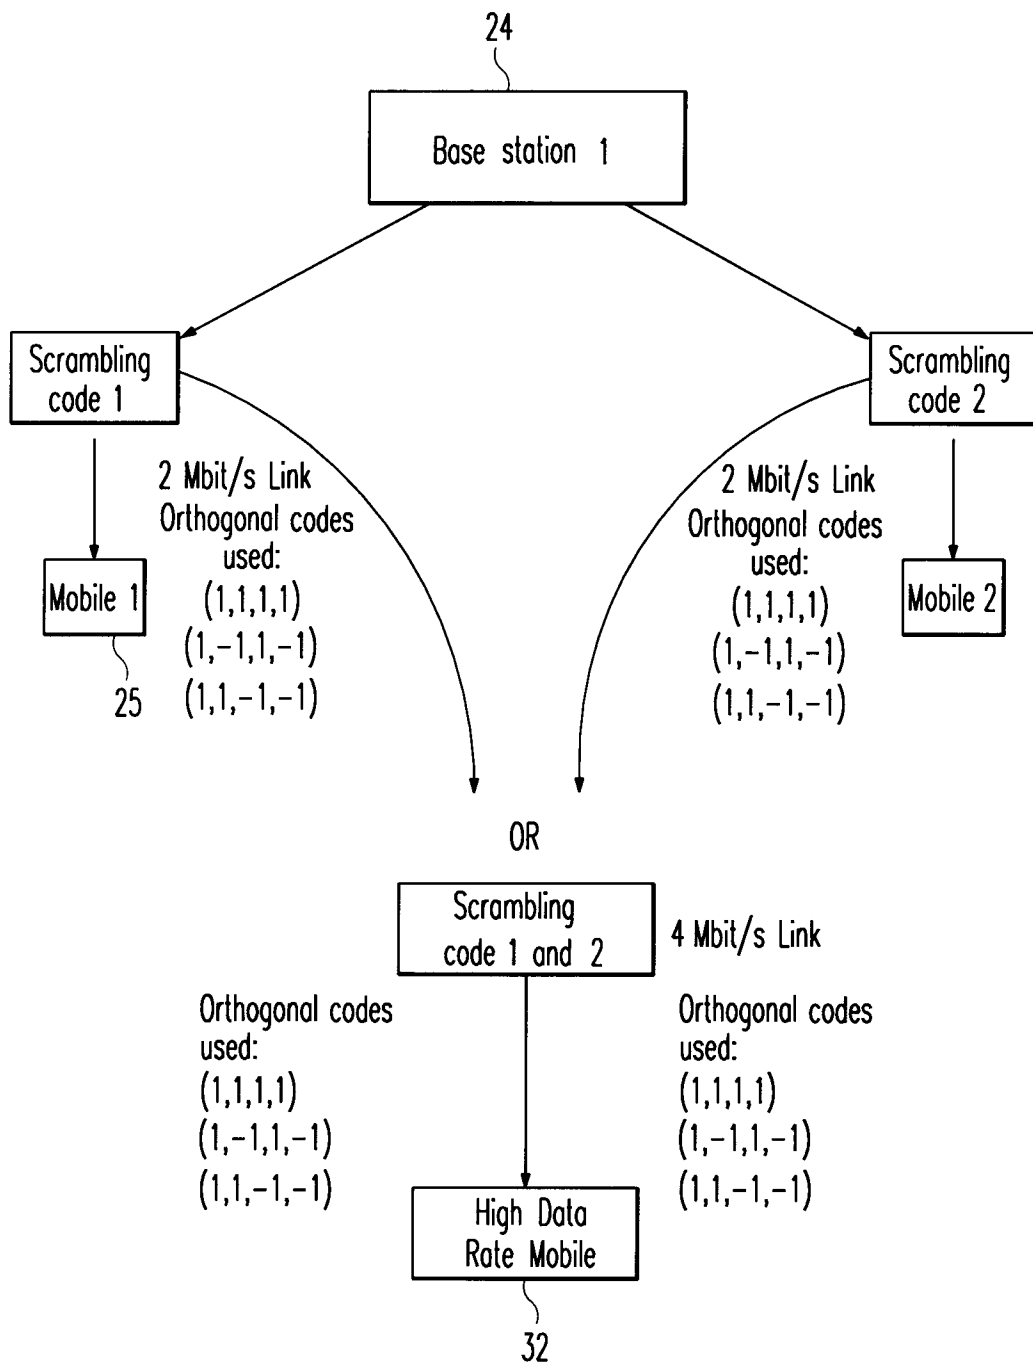 24
Base station 1
Scrambling
code 1
Scrambling
code 2
2 Mbit/s Link
Orthogonal codes
used:
(1,1,1,1)
(1,-1,1,-1)
(1,1,-1,-1)
2 Mbit/s Link
Orthogonal codes
used:
(1,1,1,1)
(1,-1,1,-1)
(1,1,-1,-1)
Mobile 1
25
Mobile 2
OR
Scrambling
code 1 and 2
4 Mbit/s Link
Orthogonal codes
used:
(1,1,1,1)
(1,-1,1,-1)
(1,1,-1,-1)
Orthogonal codes
used:
(1,1,1,1)
(1,-1,1,-1)
(1,1,-1,-1)
High Data
Rate Mobile
32